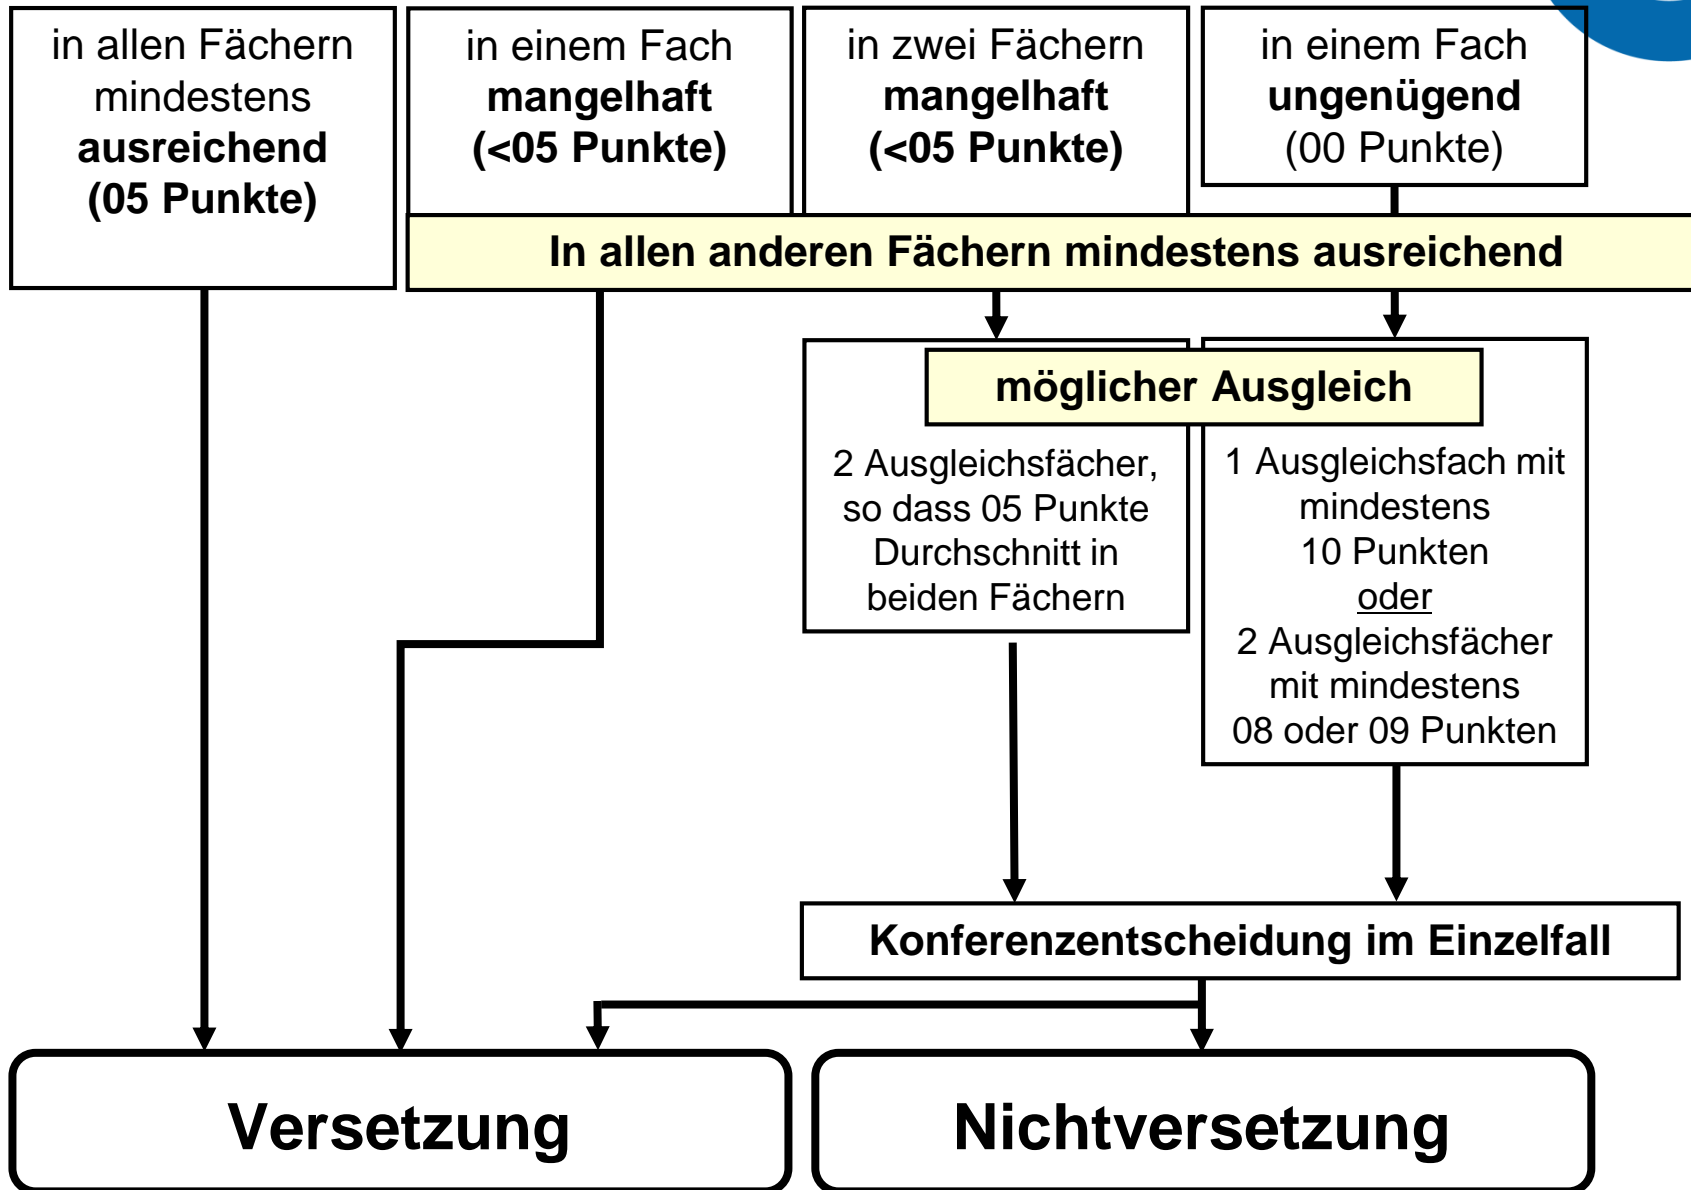 in allen Fächern
mindestens
ausreichend
(05 Punkte)
in einem Fach
mangelhaft
(<05 Punkte)
in zwei Fächern
mangelhaft
(<05 Punkte)
in einem Fach
ungenügend
(00 Punkte)
In allen anderen Fächern mindestens ausreichend
möglicher Ausgleich
2 Ausgleichsfächer,
so dass 05 Punkte
Durchschnitt in
beiden Fächern
1 Ausgleichsfach mit
mindestens
10 Punkten
oder
2 Ausgleichsfächer
mit mindestens
08 oder 09 Punkten
Konferenzentscheidung im Einzelfall
Versetzung
Nichtversetzung